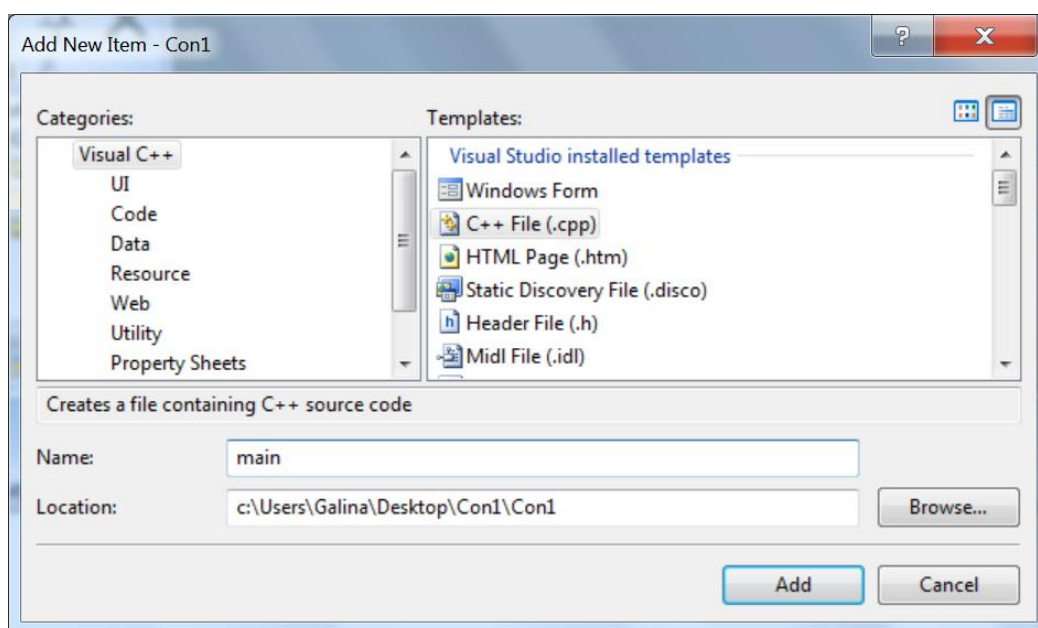 Add New Item - Con1
Categories:
Templates:
Visual C++
UI
Code
Data
Resource
Web
Utility
Property Sheets
Visual Studio installed templates
Windows Form
C++ File (.cpp)
HTML Page (.htm)
Static Discovery File (.disco)
Header File (.h)
Midl File (.idl)
Creates a file containing C++ source code
Name:
main
Location:
c:\Users\Galina\Desktop\Con1\Con1
Browse...
Add
Cancel